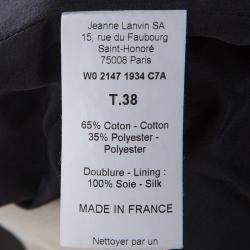 Jeanne Lanvin SA
15, rue du Faubourg
Saint-Honoré
75008 Paris
W0 2147 1934 C7A
T.38
65% Coton - Cotton
35% Polyester -
Polyester
Doublure - Lining :
100% Soie - Silk
MADE IN FRANCE
Nettoyer par un